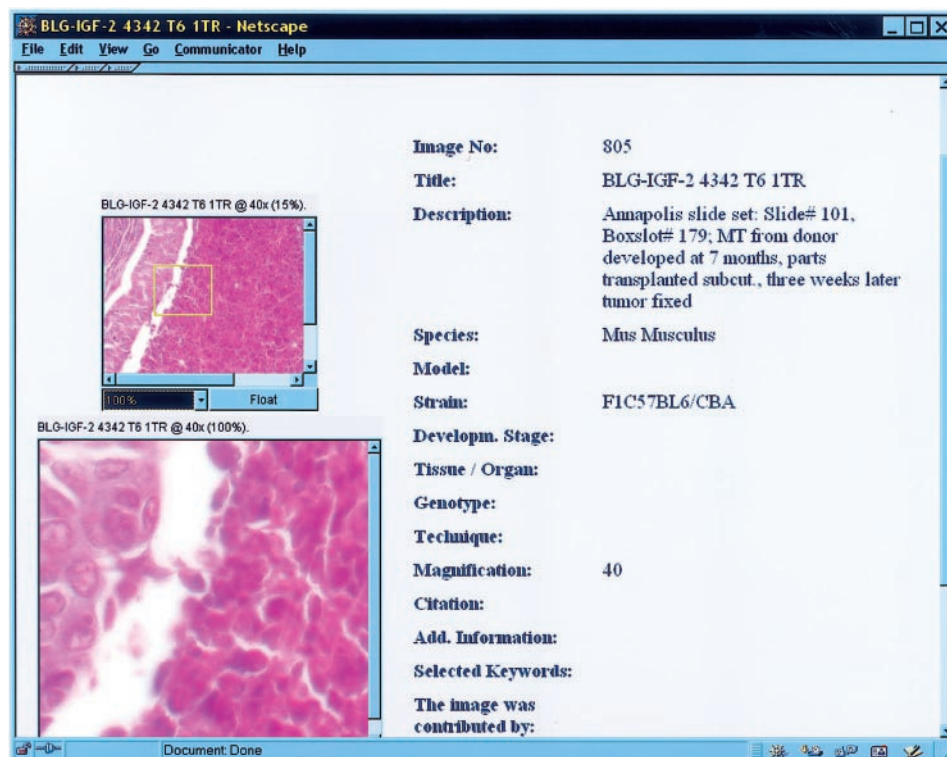 BLG-IGF-2 4342 T6 1TR - Netscape
File Edit View Go Communicator Help
BLG-IGF-2 4342 T6 1TR @ 40x (15%).
100%
Float
BLG-IGF-2 4342 T6 1TR @ 40x (100%).
Image No: 805
Title: BLG-IGF-2 4342 T6 1TR
Description: Annapolis slide set: Slide# 101,
Boxslot# 179; MT from donor
developed at 7 months, parts
transplanted subcut., three weeks later
tumor fixed
Species: Mus Musculus
Model:
Strain: F1C57BL6/CBA
Developm. Stage:
Tissue / Organ:
Genotype:
Technique:
Magnification: 40
Citation:
Add. Information:
Selected Keywords:
The image was
contributed by:
Document: Done